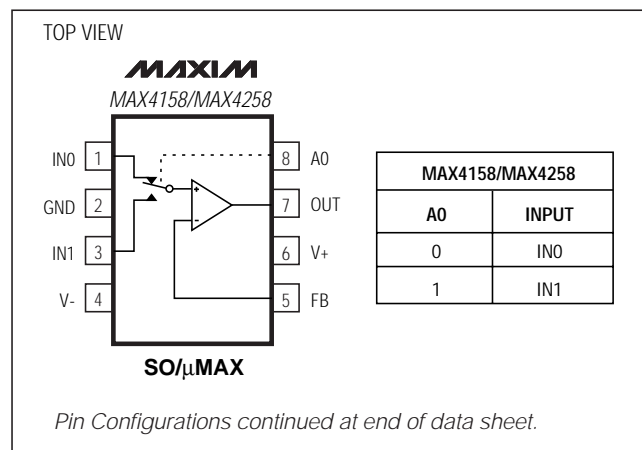 TOP VIEW
MAXIM
MAX4158/MAX4258
IN0 1
GND 2
IN1 3
V- 4
8 A0
7 OUT
6 V+
5 FB
+
-
SO/µMAX
MAX4158/MAX4258
A0 INPUT
0 IN0
1 IN1
Pin Configurations continued at end of data sheet.